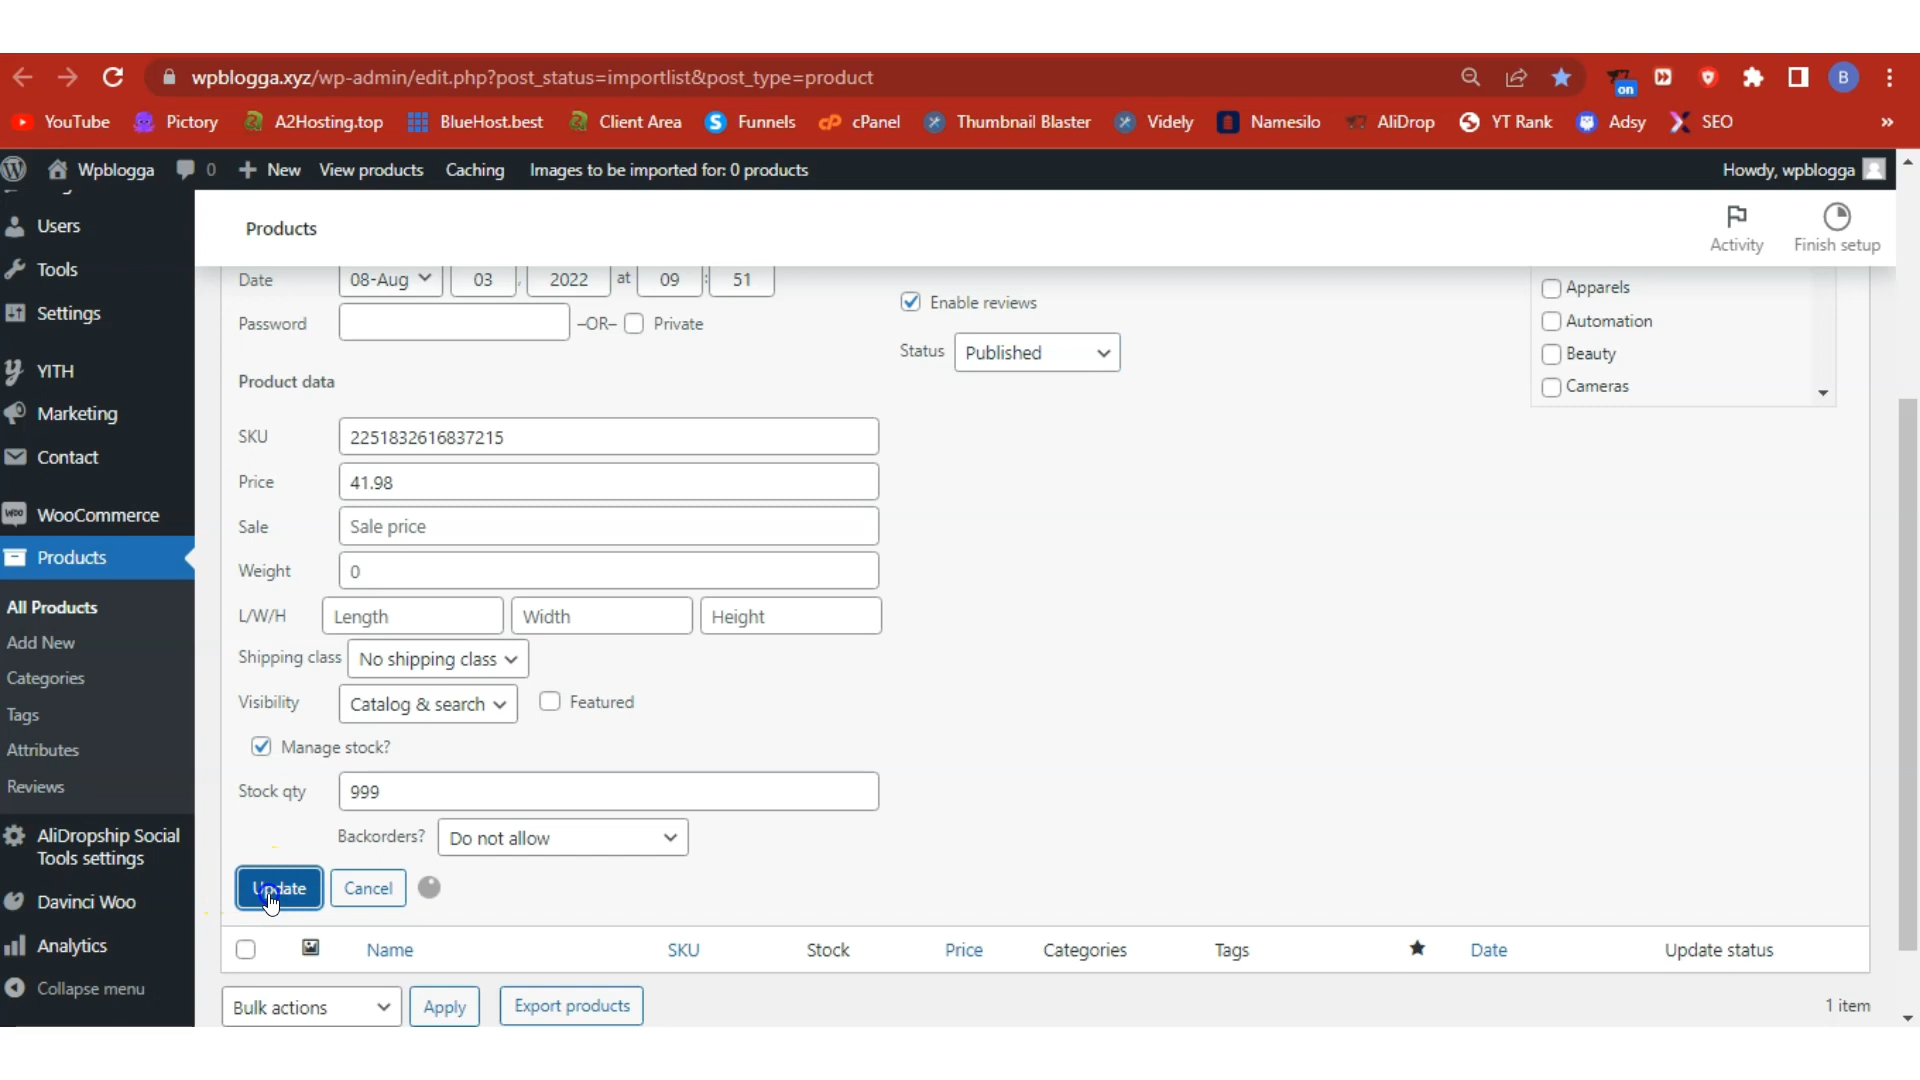 wpblogga.xyz/wp-admin/edit.php?post_status=importlist&post_type=product
on
B
YouTube Pictory A2Hosting.top BlueHost.best Client Area Funnels cPanel Thumbnail Blaster Videly Namesilo AliDrop YT Rank Adsy SEO »
Wpblogga 0 + New View products Caching Images to be imported for: 0 products Howdy, wpblogga
Users
Tools
Settings
YITH
Marketing
Contact
WooCommerce
Products
All Products
Add New
Categories
Tags
Attributes
Reviews
AliDropship Social
Tools settings
Davinci Woo
Analytics
Collapse menu
Products
Activity
Finish setup
Date 08-Aug 03 , 2022 at 09 : 51
Password –OR– Private
Product data
SKU 2251832616837215
Price 41.98
Sale Sale price
Weight 0
L/W/H Length Width Height
Shipping class No shipping class
Visibility Catalog & search Featured
Manage stock?
Stock qty 999
Backorders? Do not allow
Update Cancel
Enable reviews
Status Published
Apparels
Automation
Beauty
Cameras
Name SKU Stock Price Categories Tags Date Update status
Bulk actions Apply Export products 1 item